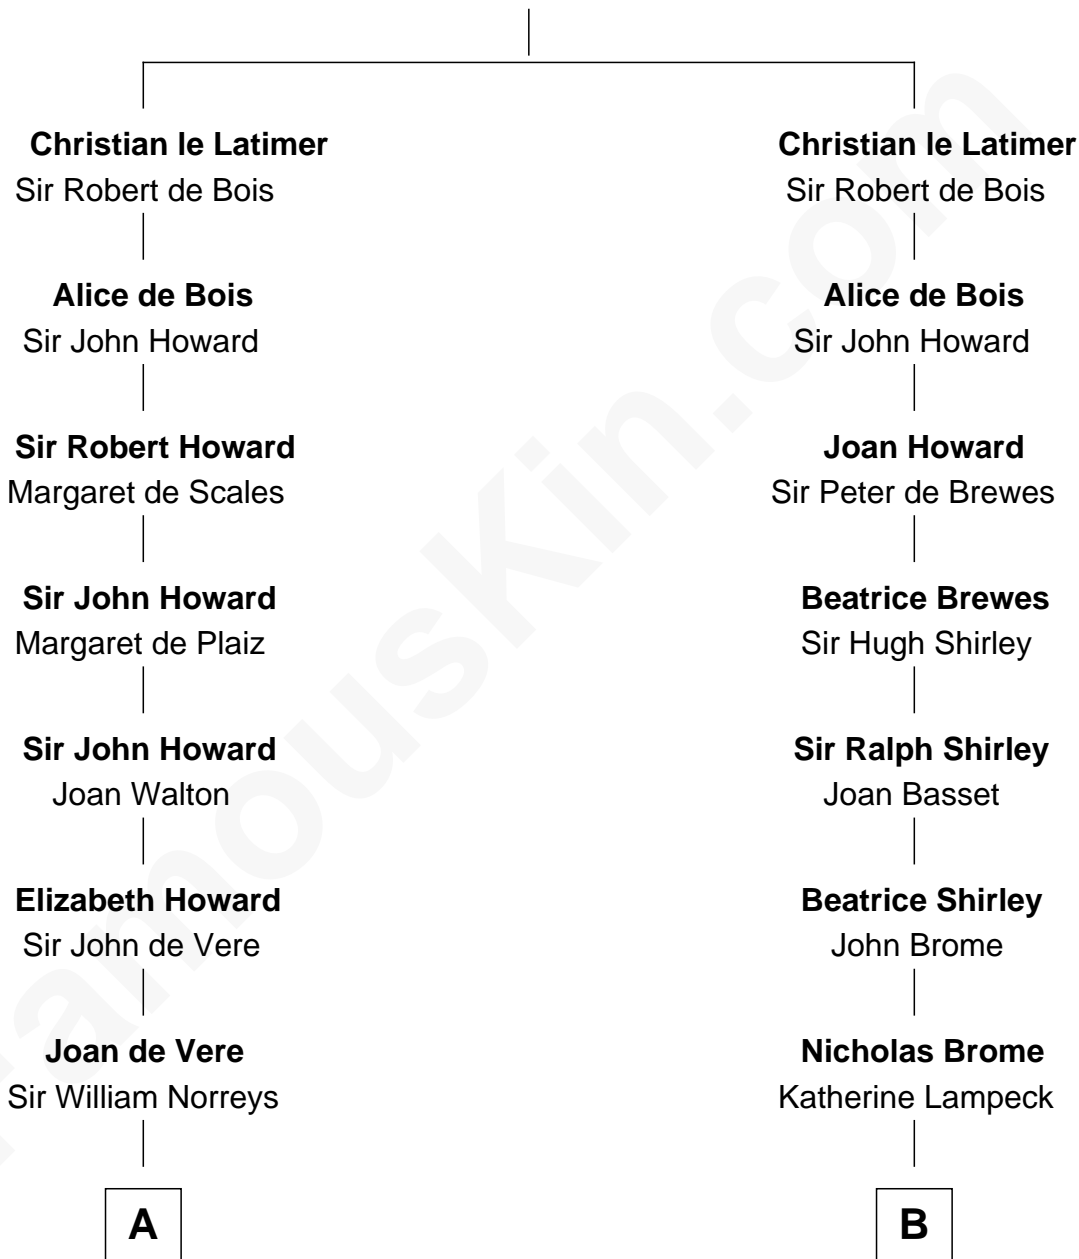 Christian le Latimer
Sir Robert de Bois
Alice de Bois
Sir John Howard
Sir Robert Howard
Margaret de Scales
Sir John Howard
Margaret de Plaiz
Sir John Howard
Joan Walton
Elizabeth Howard
Sir John de Vere
Joan de Vere
Sir William Norreys
A
Christian le Latimer
Sir Robert de Bois
Alice de Bois
Sir John Howard
Joan Howard
Sir Peter de Brewes
Beatrice Brewes
Sir Hugh Shirley
Sir Ralph Shirley
Joan Basset
Beatrice Shirley
John Brome
Nicholas Brome
Katherine Lampeck
B
FamousKin.com